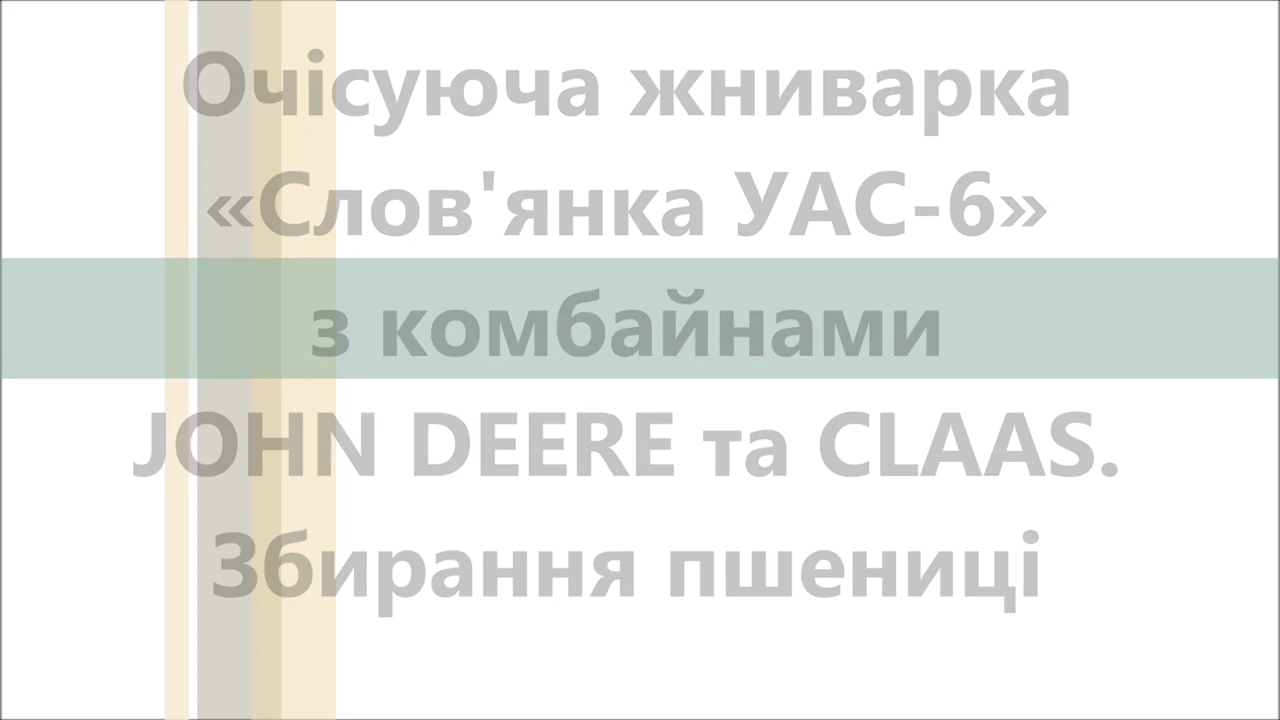 Очісуюча жниварка
«Слов'янка УАС-6»
з комбайнами
JOHN DEERE та CLAAS.
Збирання пшениці